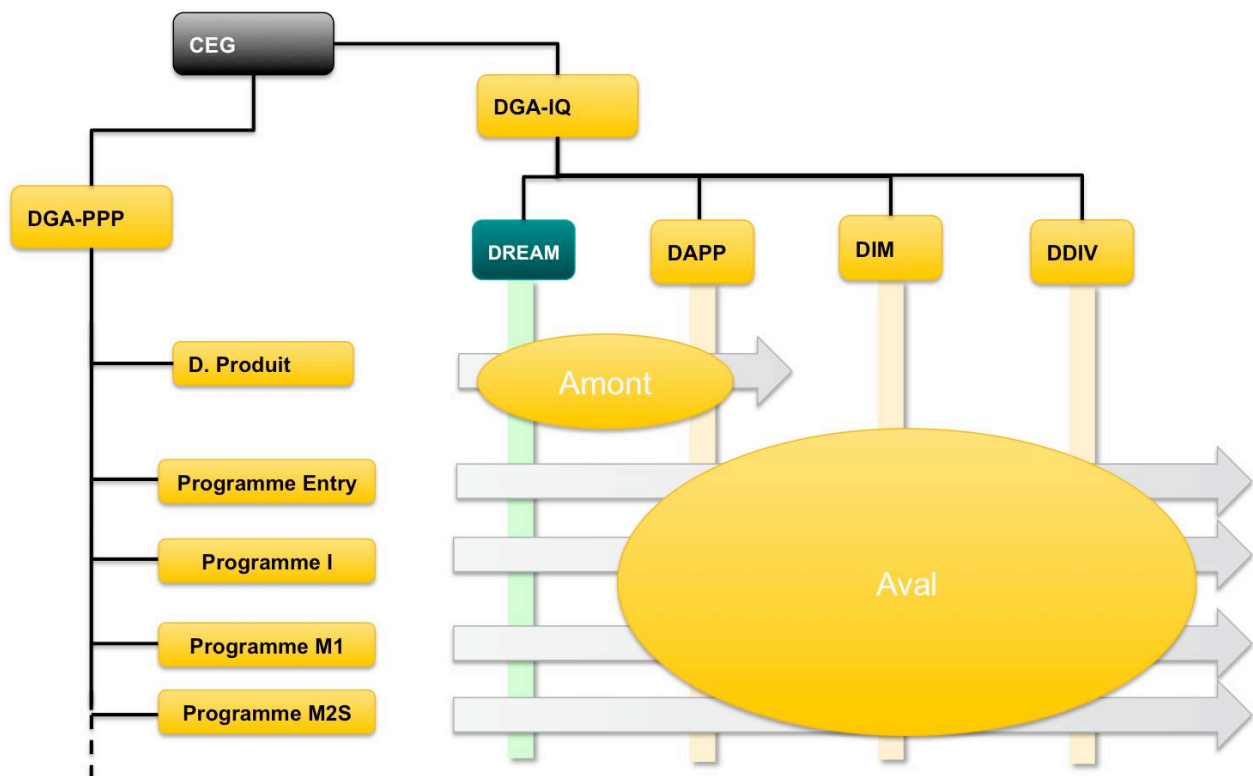 CEG
DGA-IQ
DGA-PPP
DREAM
DAPP
DIM
DDIV
D. Produit
Amont
Programme Entry
Programme I
Aval
Programme M1
Programme M2S